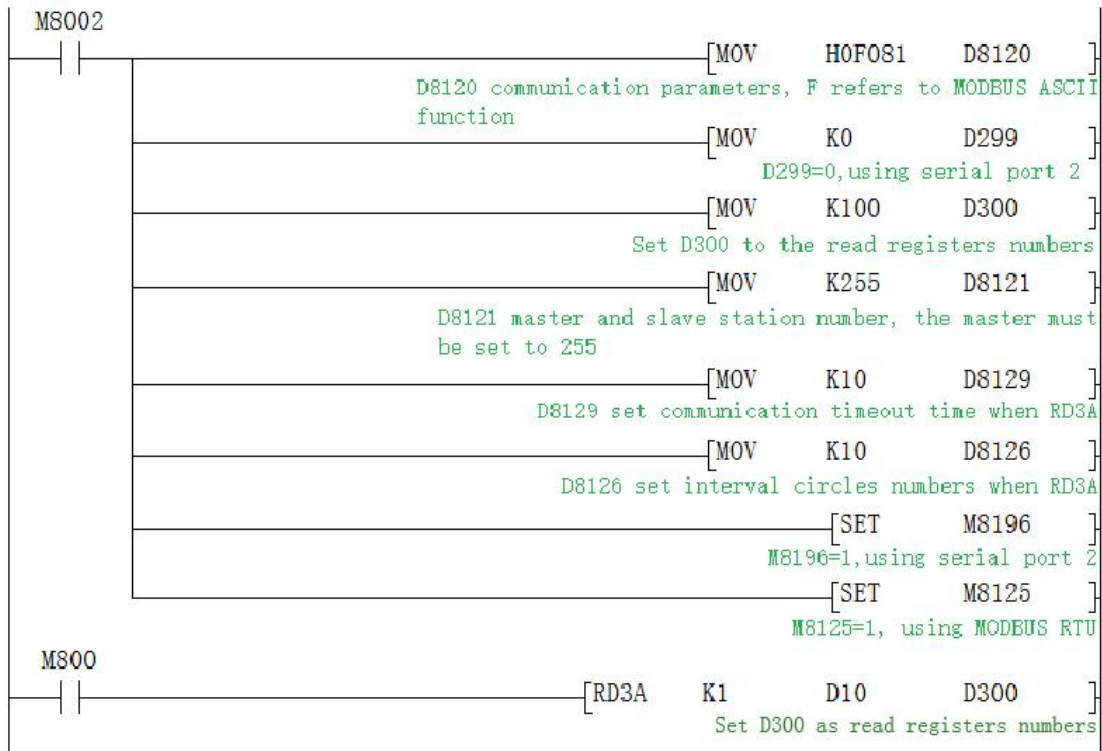 M8002
[MOV H0F081 D8120 ]
D8120 communication parameters, F refers to MODBUS ASCII
function
[MOV K0 D299 ]
D299=0,using serial port 2
[MOV K100 D300 ]
Set D300 to the read registers numbers
[MOV K255 D8121 ]
D8121 master and slave station number, the master must
be set to 255
[MOV K10 D8129 ]
D8129 set communication timeout time when RD3A
[MOV K10 D8126 ]
D8126 set interval circles numbers when RD3A
[SET M8196 ]
M8196=1,using serial port 2
[SET M8125 ]
M8125=1, using MODBUS RTU
M800
[RD3A K1 D10 D300 ]
Set D300 as read registers numbers